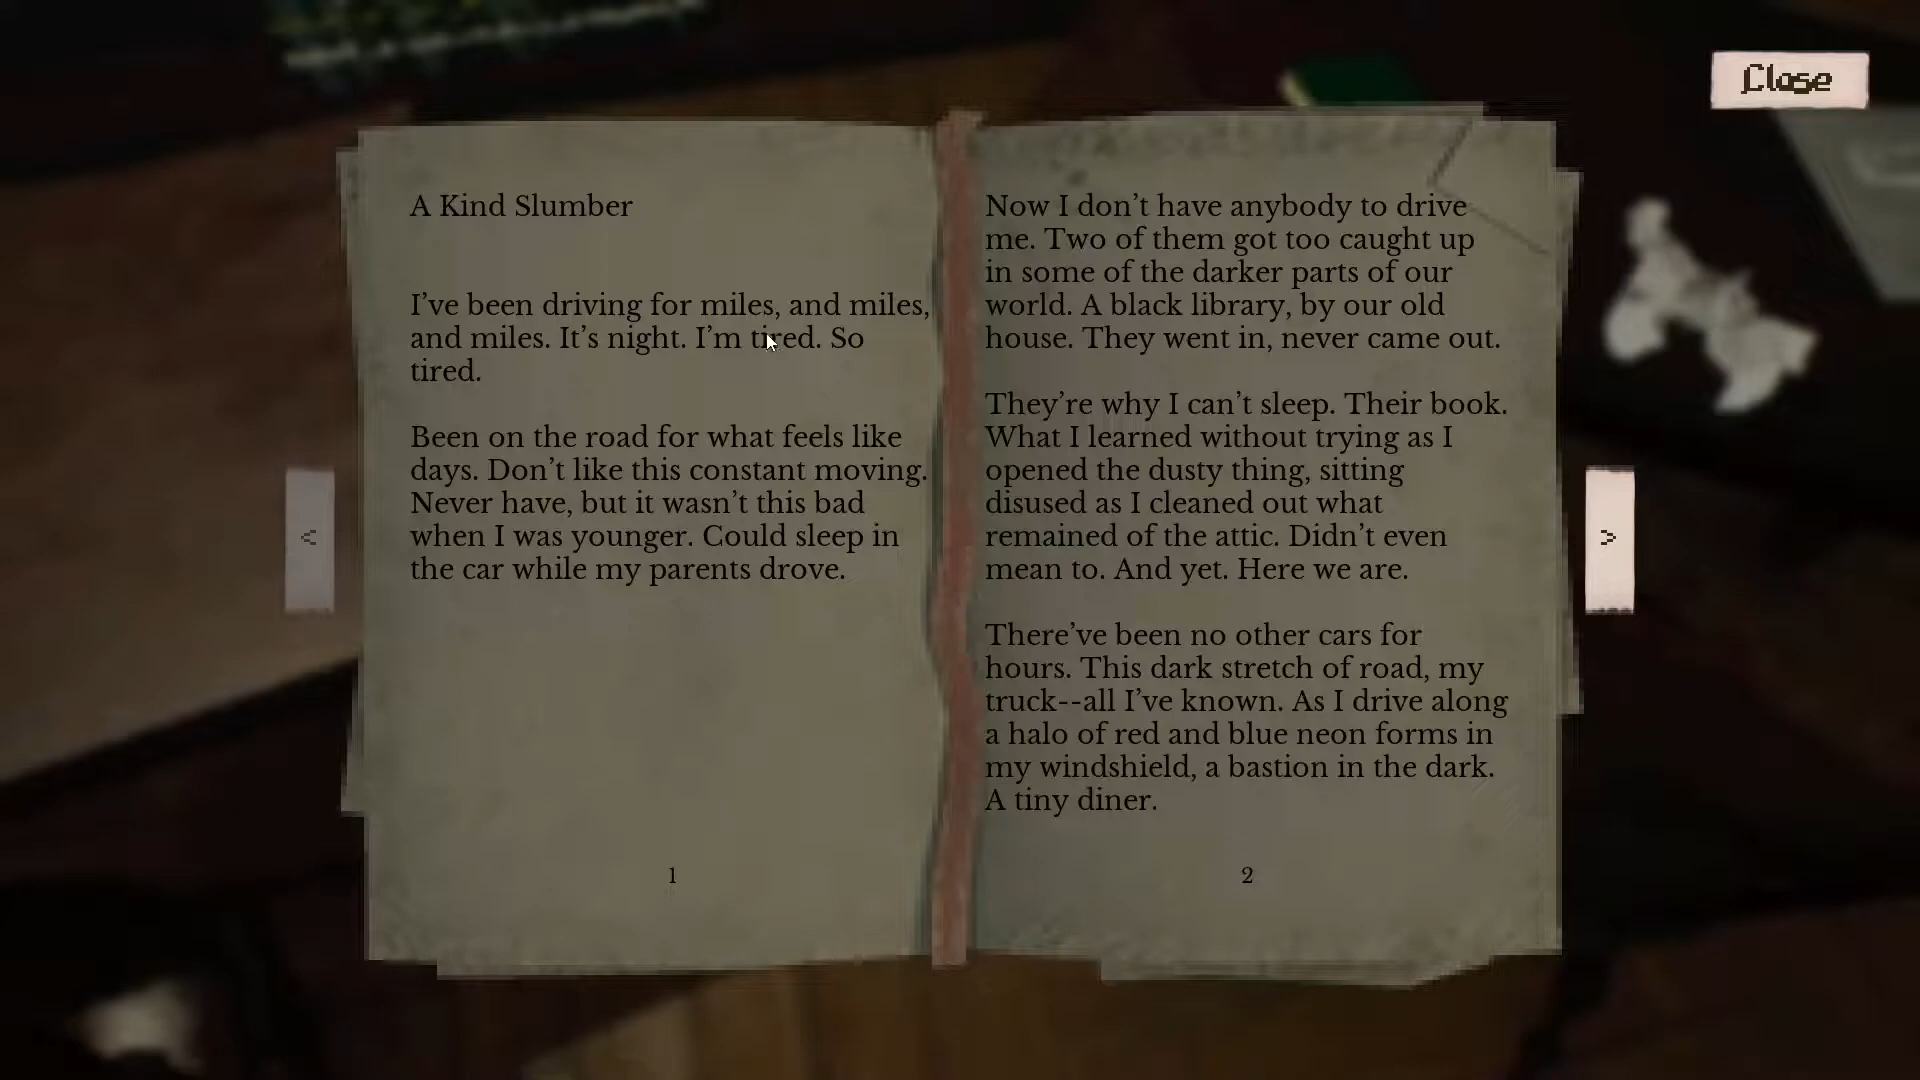 Close
A Kind Slumber
I’ve been driving for miles, and miles,
and miles. It’s night. I’m tired. So
tired.
Been on the road for what feels like
days. Don’t like this constant moving.
Never have, but it wasn’t this bad
when I was younger. Could sleep in
the car while my parents drove.
1
Now I don’t have anybody to drive
me. Two of them got too caught up
in some of the darker parts of our
world. A black library, by our old
house. They went in, never came out.
They’re why I can’t sleep. Their book.
What I learned without trying as I
opened the dusty thing, sitting
disused as I cleaned out what
remained of the attic. Didn’t even
mean to. And yet. Here we are.
There’ve been no other cars for
hours. This dark stretch of road, my
truck--all I’ve known. As I drive along
a halo of red and blue neon forms in
my windshield, a bastion in the dark.
A tiny diner.
2
<
>